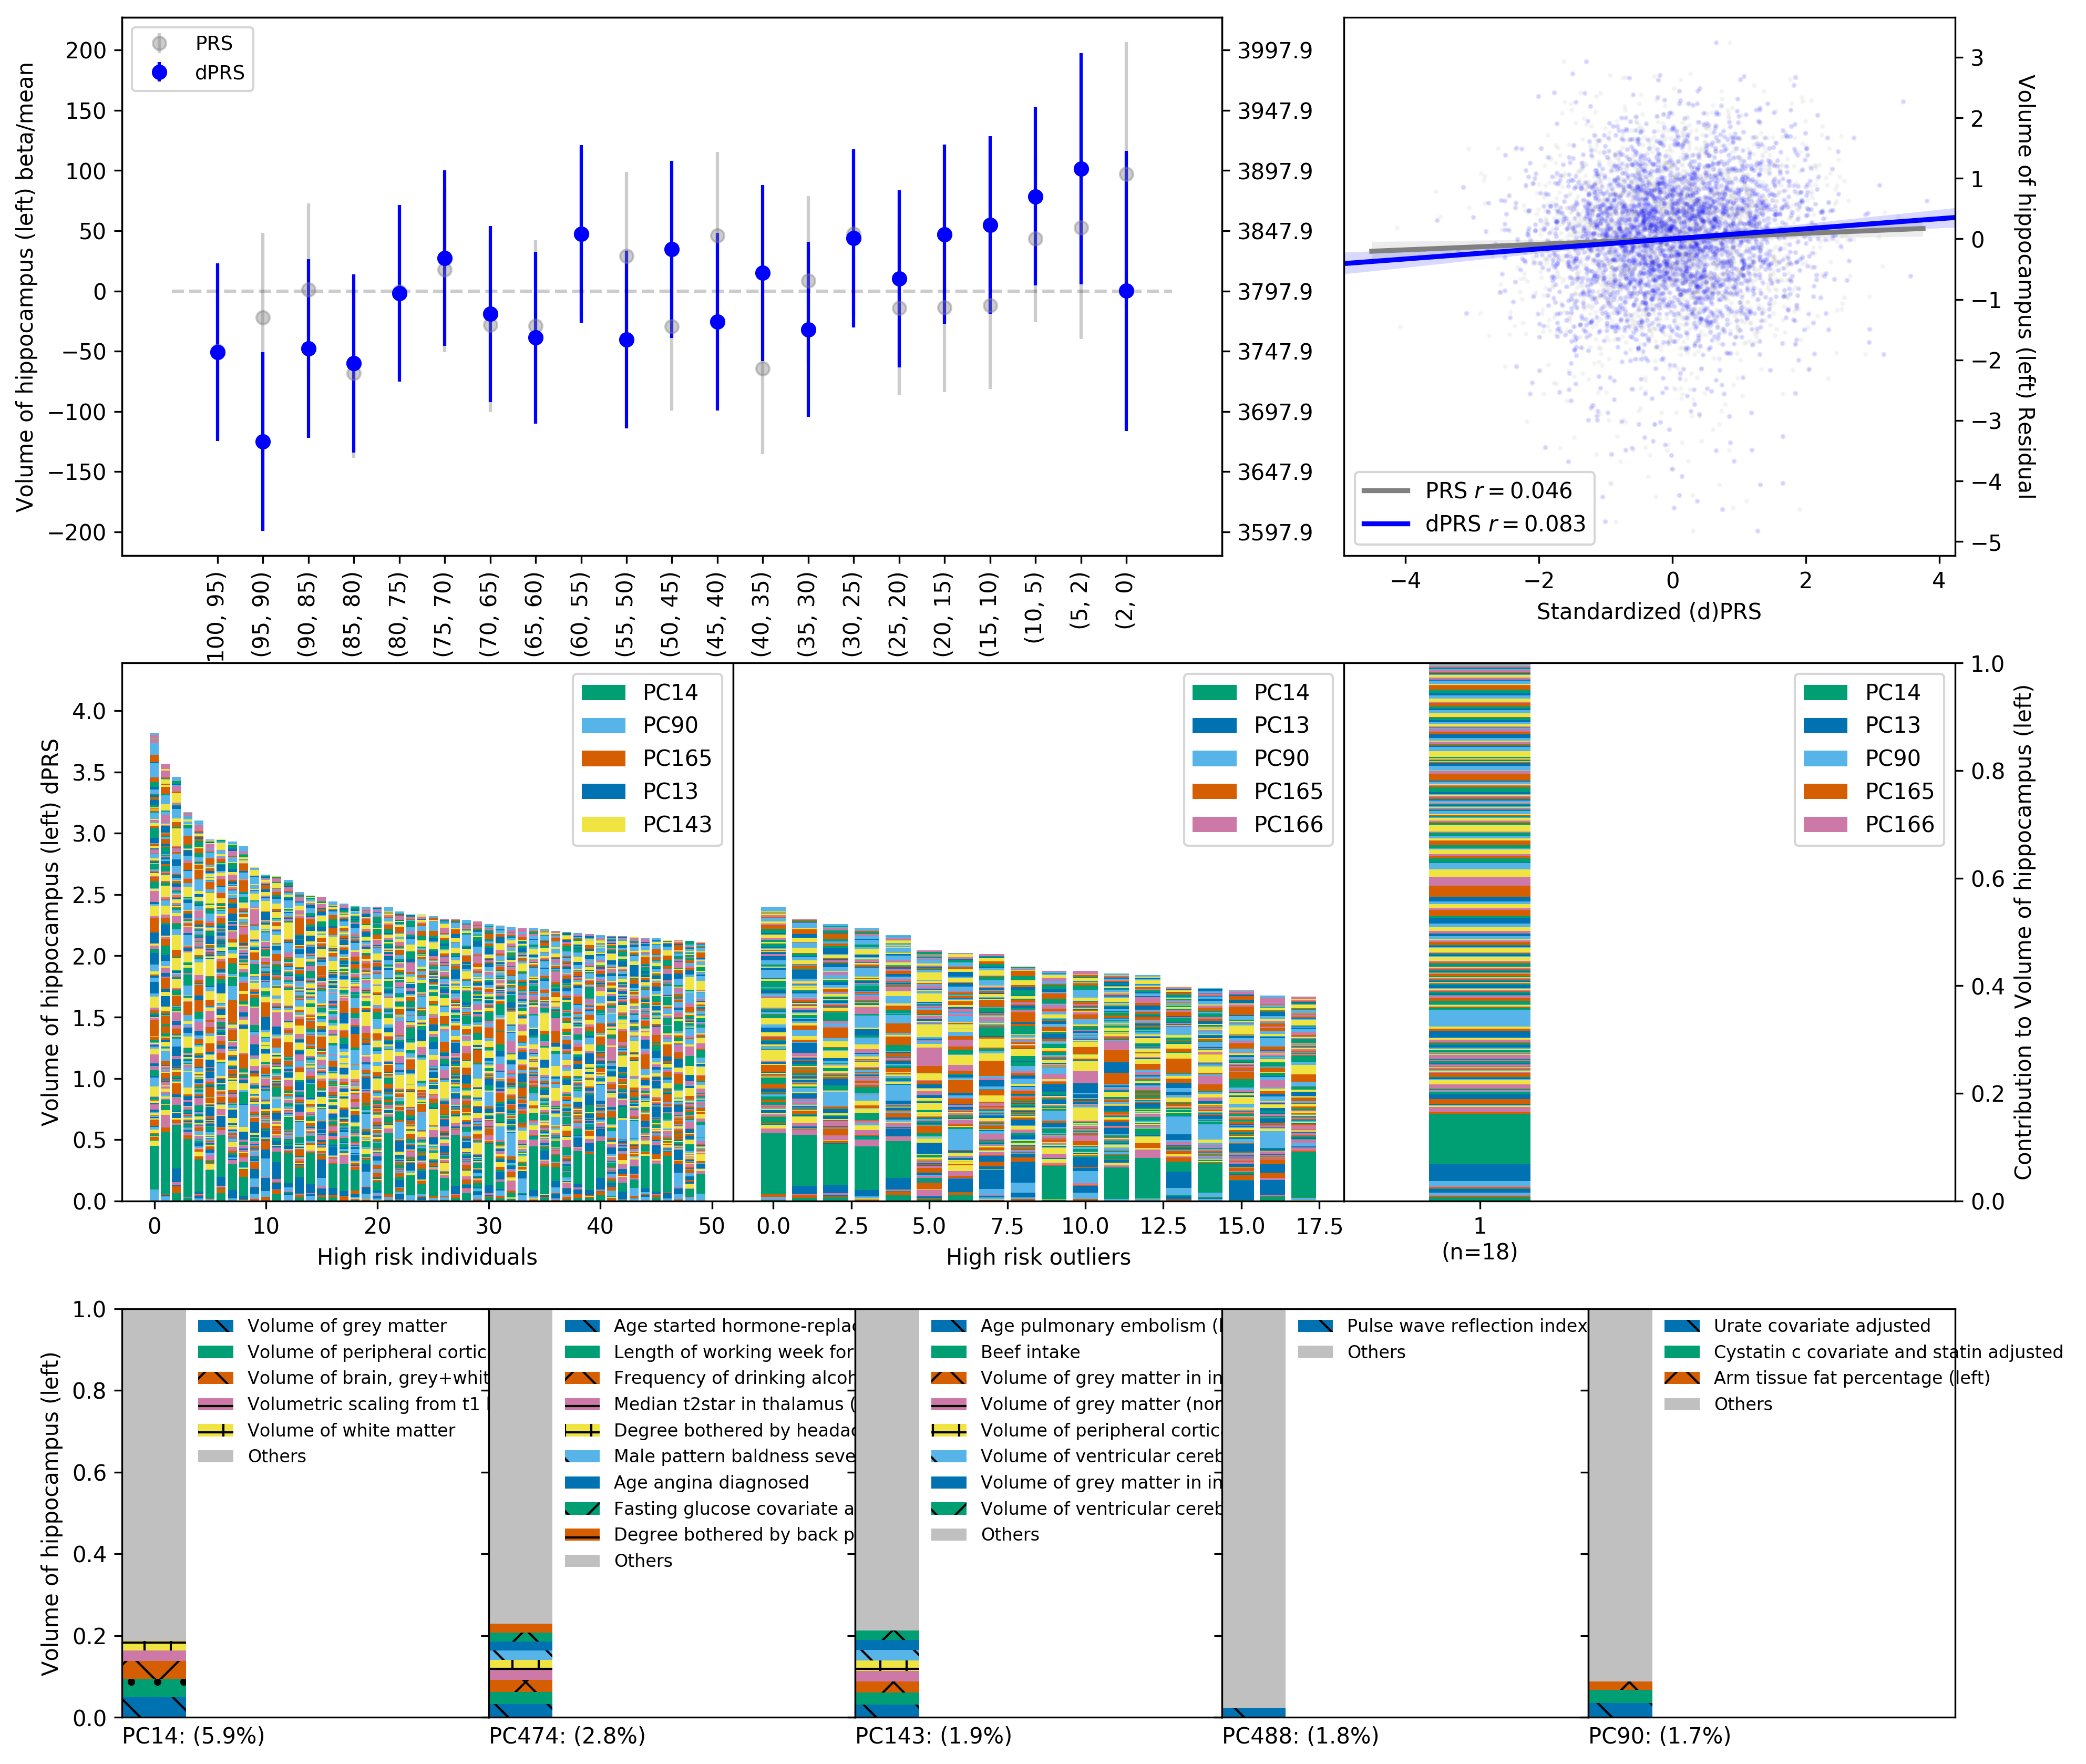 Volume of hippocampus (left) beta/mean
200
150
100
50
0
−50
−100
−150
−200
PRS
dPRS
3997.9
3947.9
3897.9
3847.9
3797.9
3747.9
3697.9
3647.9
3597.9
100, 95)
(95, 90)
(90, 85)
(85, 80)
(80, 75)
(75, 70)
(70, 65)
(65, 60)
(60, 55)
(55, 50)
(50, 45)
(45, 40)
(40, 35)
(35, 30)
(30, 25)
(25, 20)
(20, 15)
(15, 10)
(10, 5)
(5, 2)
(2, 0)
PRS r = 0.046
dPRS r = 0.083
3
2
1
0
−1
−2
−3
−4
−5
Volume of hippocampus (left) Residual
−4
−2
0
2
4
Standardized (d)PRS
Volume of hippocampus (left) dPRS
4.0
3.5
3.0
2.5
2.0
1.5
1.0
0.5
0.0
PC14
PC90
PC165
PC13
PC143
0
10
20
30
40
50
High risk individuals
PC14
PC13
PC90
PC165
PC166
0.0
2.5
5.0
7.5
10.0
12.5
15.0
17.5
High risk outliers
PC14
PC13
PC90
PC165
PC166
1
(n=18)
1.0
0.8
0.6
0.4
0.2
0.0
Contribution to Volume of hippocampus (left)
Volume of hippocampus (left)
1.0
0.8
0.6
0.4
0.2
0.0
Volume of grey matter
Volume of peripheral cortic
Volume of brain, grey+whit
Volumetric scaling from t1
Volume of white matter
Others
PC14: (5.9%)
Age started hormone-replac
Length of working week for
Frequency of drinking alcoh
Median t2star in thalamus (
Degree bothered by headac
Male pattern baldness seve
Age angina diagnosed
Fasting glucose covariate a
Degree bothered by back p
Others
PC474: (2.8%)
Age pulmonary embolism (
Beef intake
Volume of grey matter in in
Volume of grey matter (nor
Volume of peripheral cortic
Volume of ventricular cereb
Volume of grey matter in in
Volume of ventricular cereb
Others
PC143: (1.9%)
Pulse wave reflection index
Others
PC488: (1.8%)
Urate covariate adjusted
Cystatin c covariate and statin adjusted
Arm tissue fat percentage (left)
Others
PC90: (1.7%)